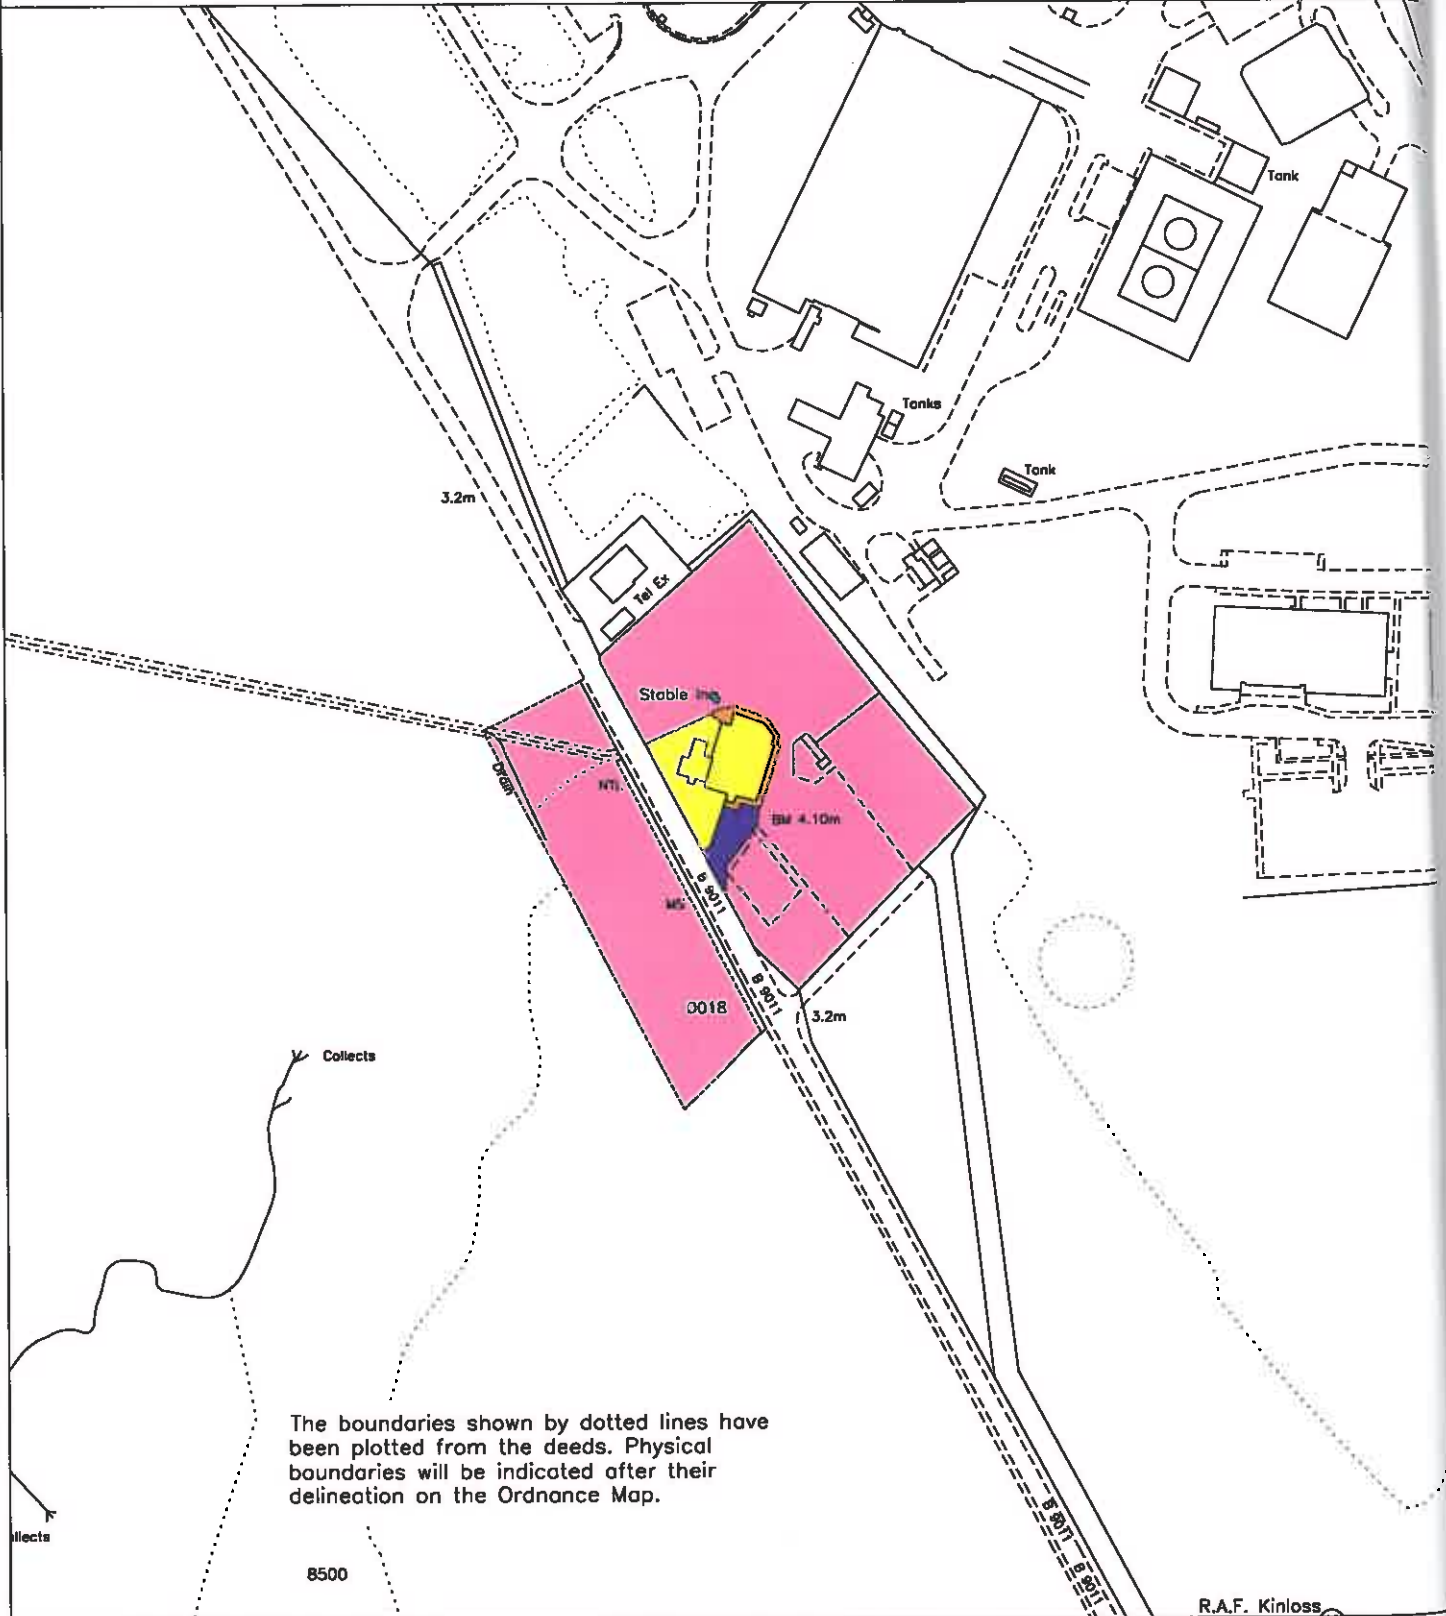 Tank
Tanks
Tank
3.2m
Tel Ex
Stable Inn
Drain
NTL
BM 4.10m
B 9011
MS
B 9011
0018
3.2m
Collects
The boundaries shown by dotted lines have
been plotted from the deeds. Physical
boundaries will be indicated after their
delineation on the Ordnance Map.
B 9011
llects
8500
B 9011
R.A.F. Kinloss